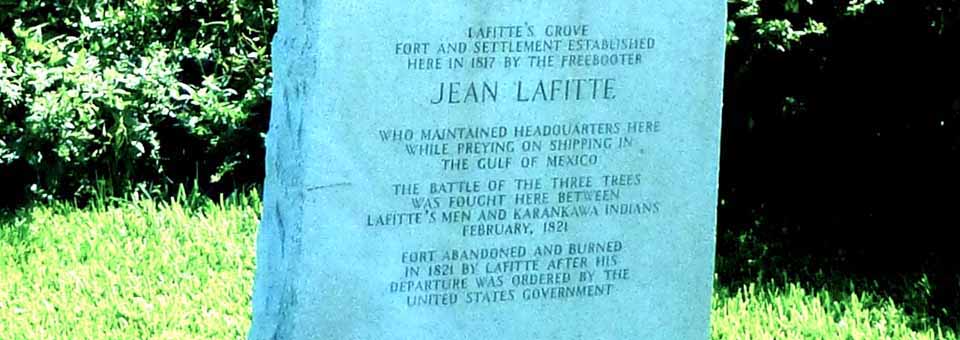 LAFITTE'S GROVE
FORT AND SETTLEMENT ESTABLISHED
HERE IN 1817 BY THE FREEBOOTER
JEAN LAFITTE
WHO MAINTAINED HEADQUARTERS HERE
WHILE PREYING ON SHIPPING IN
THE GULF OF MEXICO
THE BATTLE OF THE THREE TREES
WAS FOUGHT HERE BETWEEN
LAFITTE'S MEN AND KARANKAWA INDIANS
FEBRUARY, 1821
FORT ABANDONED AND BURNED
IN 1821 BY LAFITTE AFTER HIS
DEPARTURE WAS ORDERED BY THE
UNITED STATES GOVERNMENT